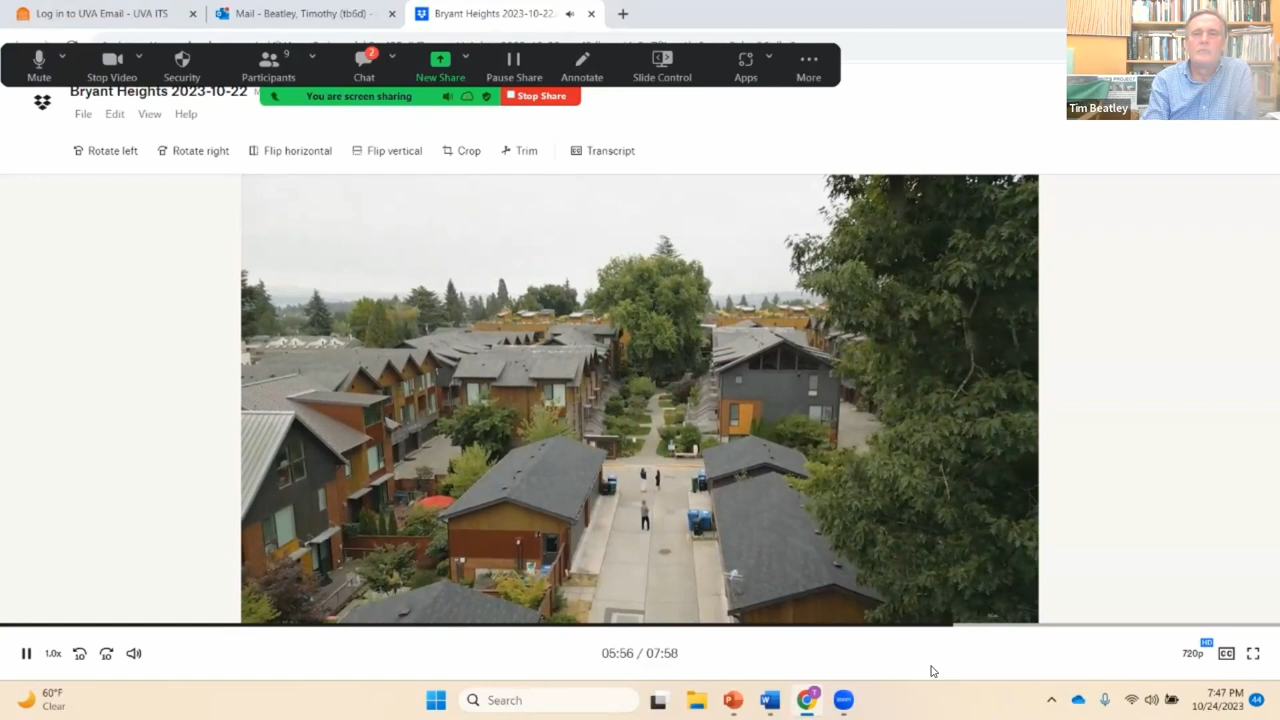 Log in to UVA Email - UVA ITS
Mail - Beatley, Timothy (tb6d) -
Bryant Heights 2023-10-22
Mute
Stop Video
Security
9
Participants
2
Chat
New Share
Pause Share
Annotate
Slide Control
Apps
More
Tim Beatley
Bryant Heights 2023-10-22
You are screen sharing
Stop Share
File
Edit
View
Help
Rotate left
Rotate right
Flip horizontal
Flip vertical
Crop
Trim
Transcript
1.0x
10
10
05:56 / 07:58
HD
720p
CC
60°F
Clear
Search
T
zoom
7:47 PM
10/24/2023
44